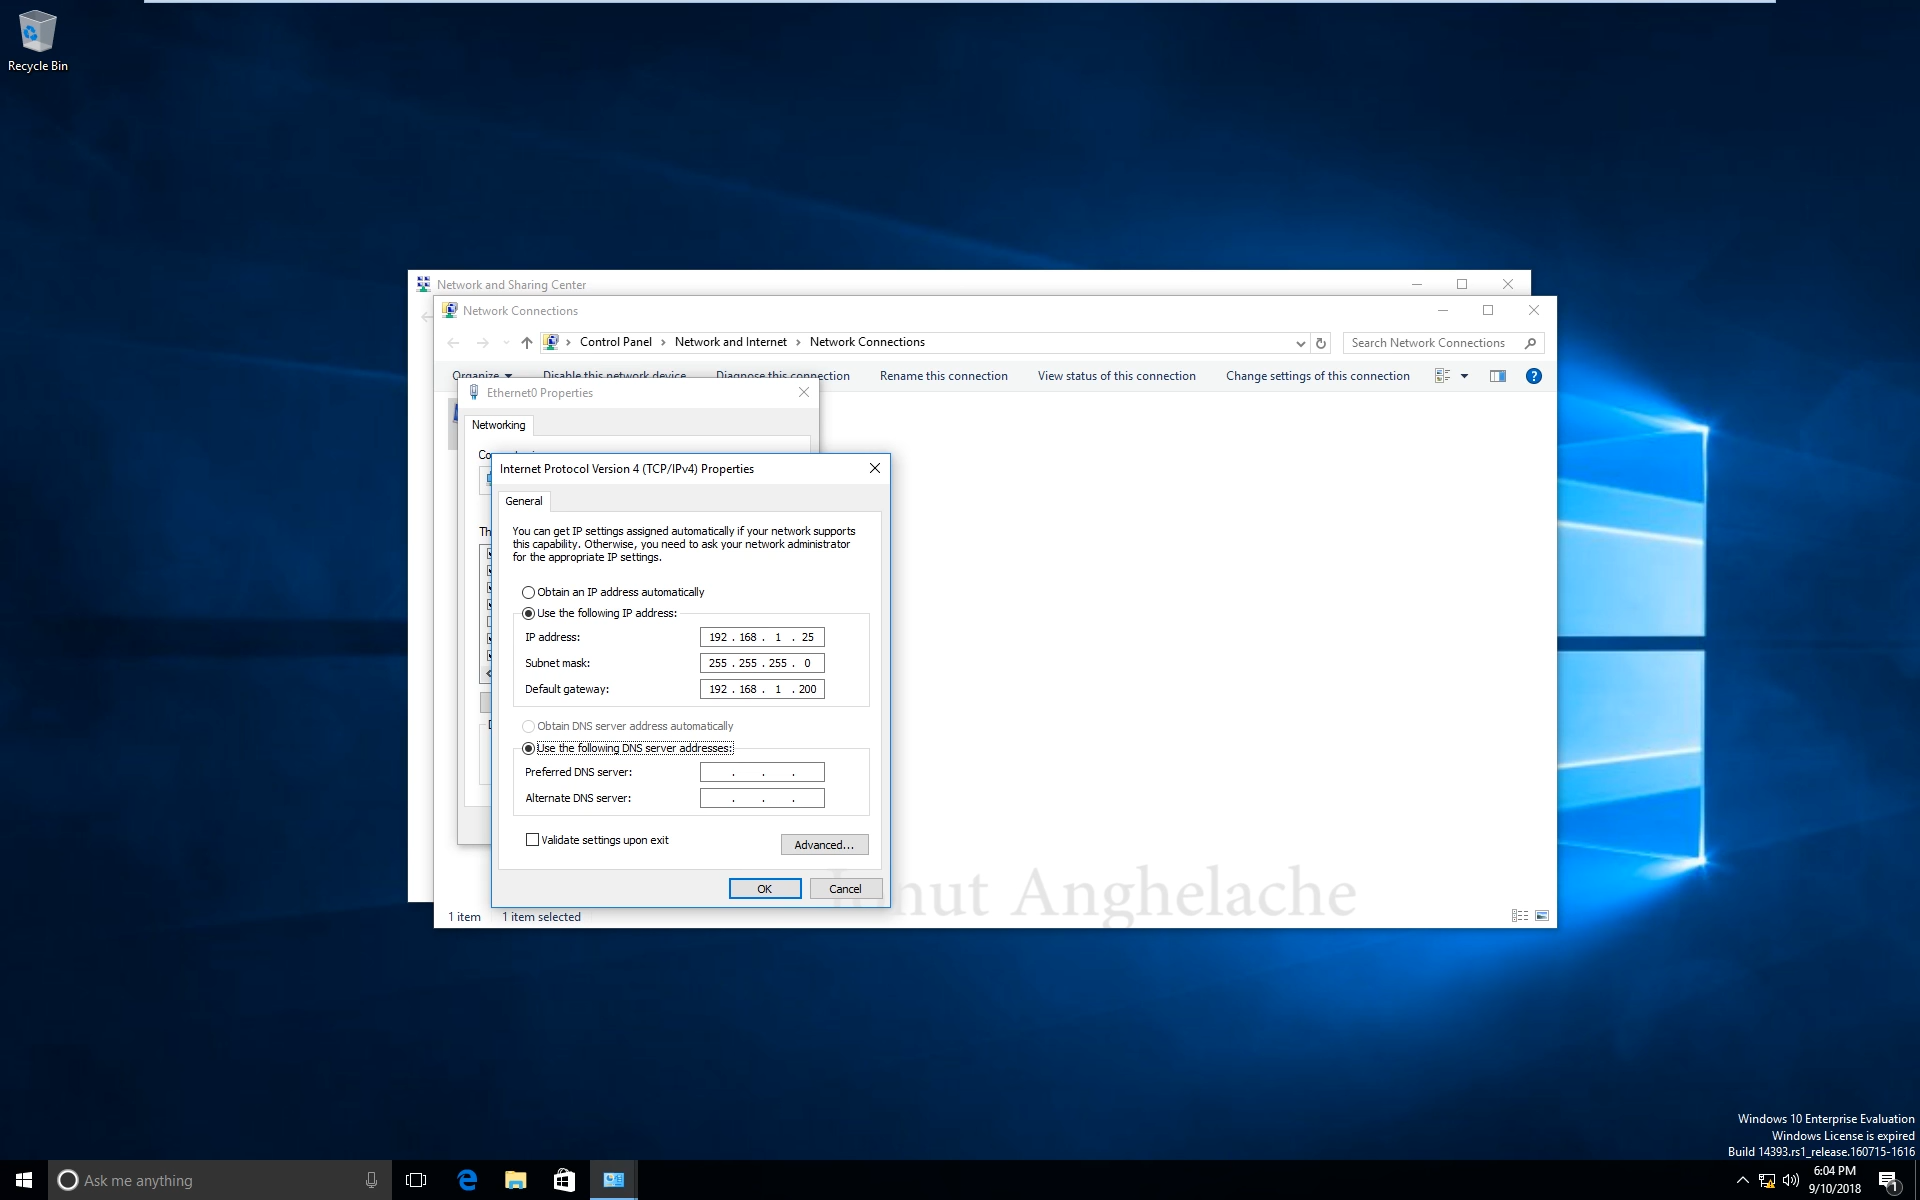 Recycle Bin
Network and Sharing Center
Network Connections
Control Panel > Network and Internet > Network Connections
Search Network Connections
Organize
Disable this network device
Diagnose this connection
Rename this connection
View status of this connection
Change settings of this connection
Ethernet0 Properties
Networking
Internet Protocol Version 4 (TCP/IPv4) Properties
General
You can get IP settings assigned automatically if your network supports
this capability. Otherwise, you need to ask your network administrator
for the appropriate IP settings.
Obtain an IP address automatically
Use the following IP address:
IP address: 192 . 168 . 1 . 25
Subnet mask: 255 . 255 . 255 . 0
Default gateway: 192 . 168 . 1 . 200
Obtain DNS server address automatically
Use the following DNS server addresses:
Preferred DNS server: . . .
Alternate DNS server: . . .
Validate settings upon exit
Advanced...
OK
Cancel
Anghelache
1 item
1 item selected
Windows 10 Enterprise Evaluation
Windows License is expired
Build 14393.rs1_release.160715-1616
Ask me anything
6:04 PM
9/10/2018
1